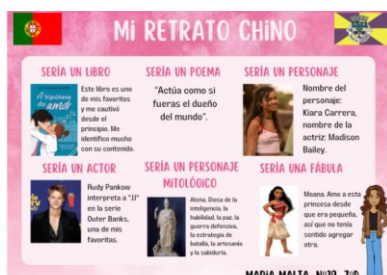 Mi RETRATO CHiNO
SERÍA UN LIBRO
A hipótese
do amor
Este libro es uno
de mis favoritos
y me cautivó
desde el
principio. Me
identifico mucho
con su contenido.
SERÍA UN POEMA
"Actúa como si
fueras el dueño
del mundo".
SERÍA UN PERSONAJE
Nombre del
personaje:
Kiara Carrera,
nombre de la
actriz: Madison
Bailey.
SERÍA UN ACTOR
Rudy Pankow
interpreta a "JJ"
en la serie
Outer Banks,
una de mis
favoritas.
SERÍA UN PERSONAJE
MITOLÓGICO
Atena. Diosa de la
inteligencia, la
habilidad, la paz, la
guerra defensiva,
la estrategia de
batalla, la artesanía
y la sabiduría.
SERÍA UNA FÁBULA
Moana. Amo a esta
princesa desde
que era pequeña,
así que no tenía
sentido agregar
otra.
MARiA MALTA, Nº19, 7ºD